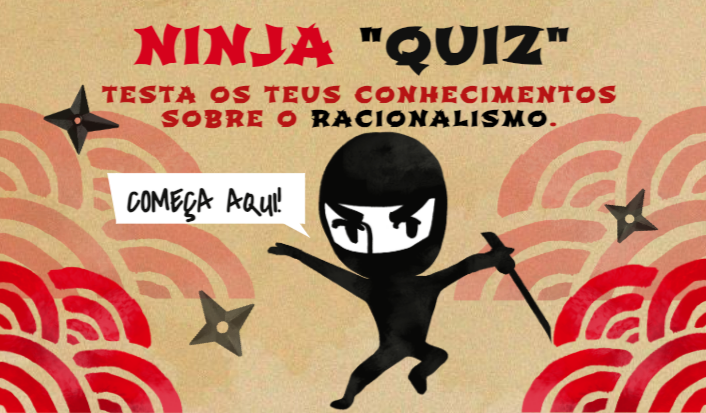 NINJA "QUIZ"
TESTA OS TEUS CONHECIMENTOS
SOBRE O RACIONALISMO.
COMEÇA AQUI!